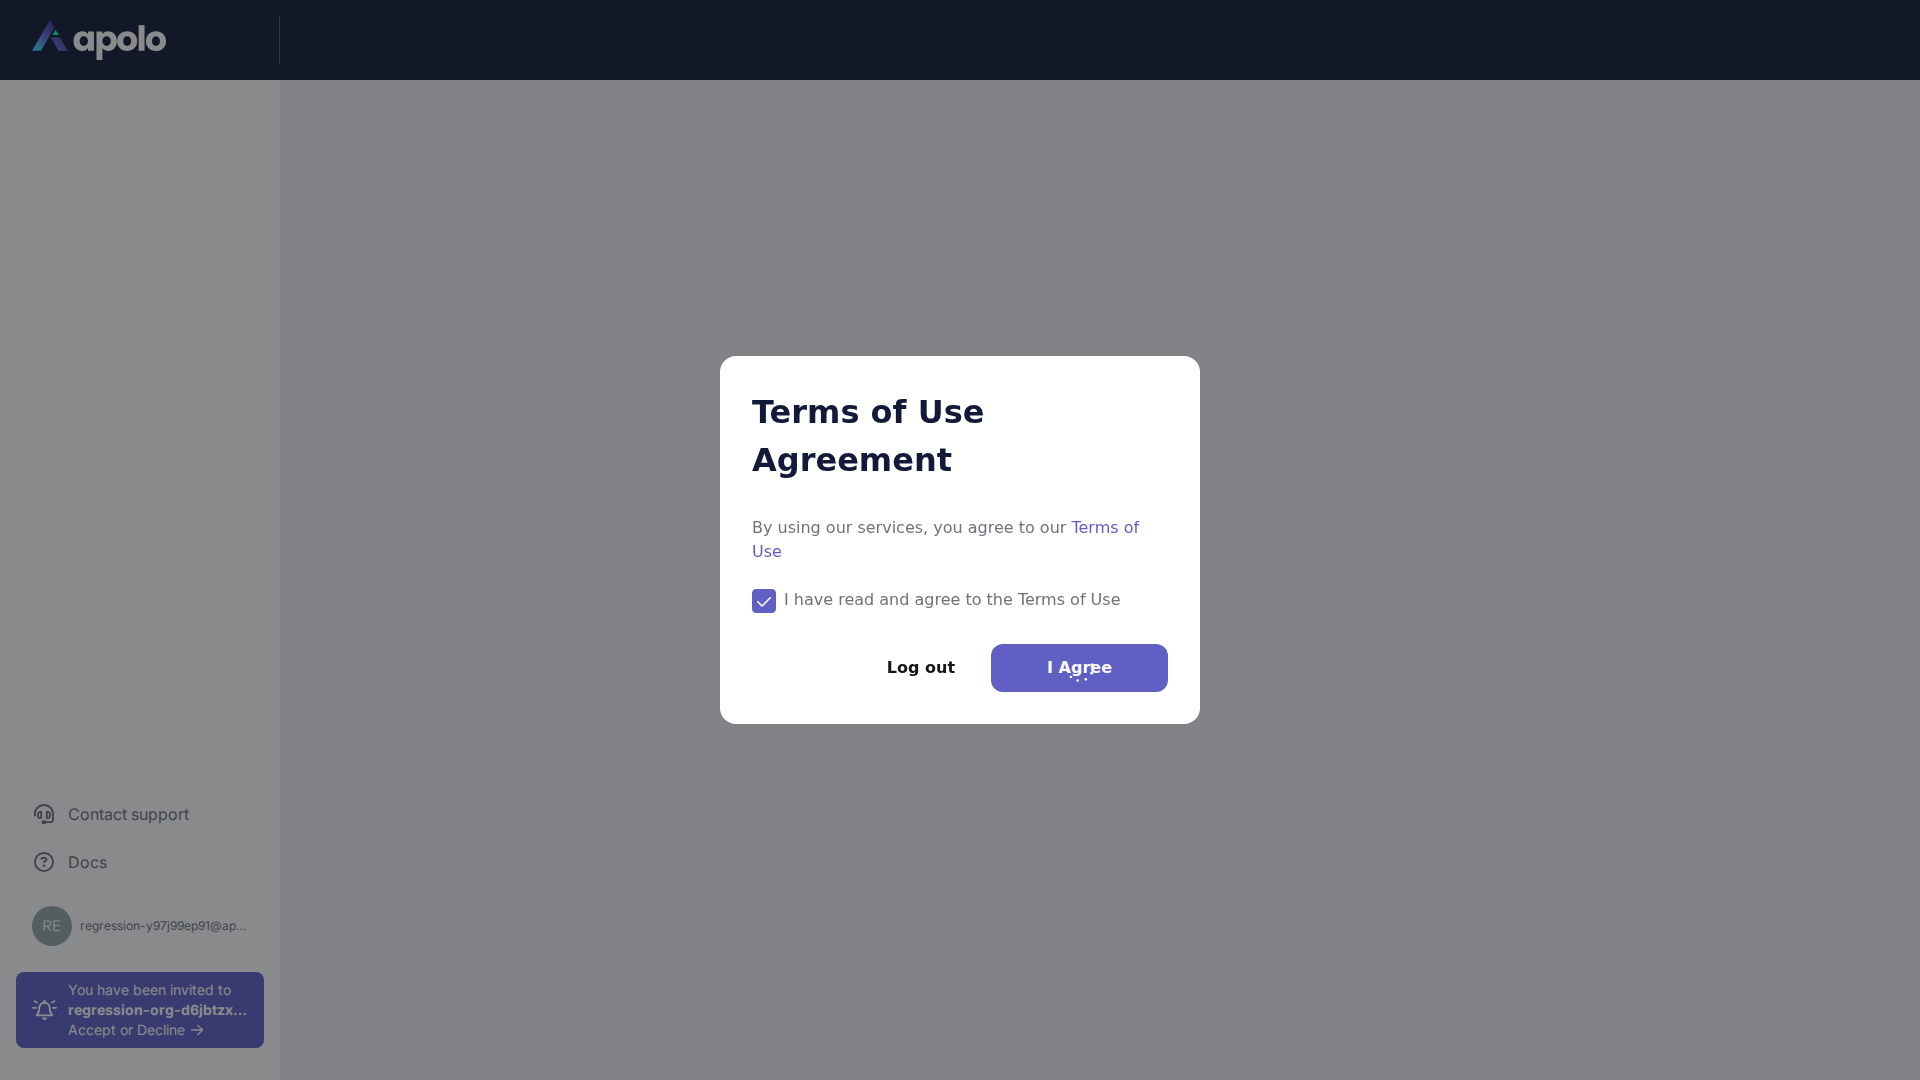 apolo
Terms of Use
Agreement
By using our services, you agree to our Terms of
Use
I have read and agree to the Terms of Use
Log out
I Agree
Contact support
Docs
RE
regression-y97j99ep91@ap...
You have been invited to
regression-org-d6jbtzx...
Accept or Decline →